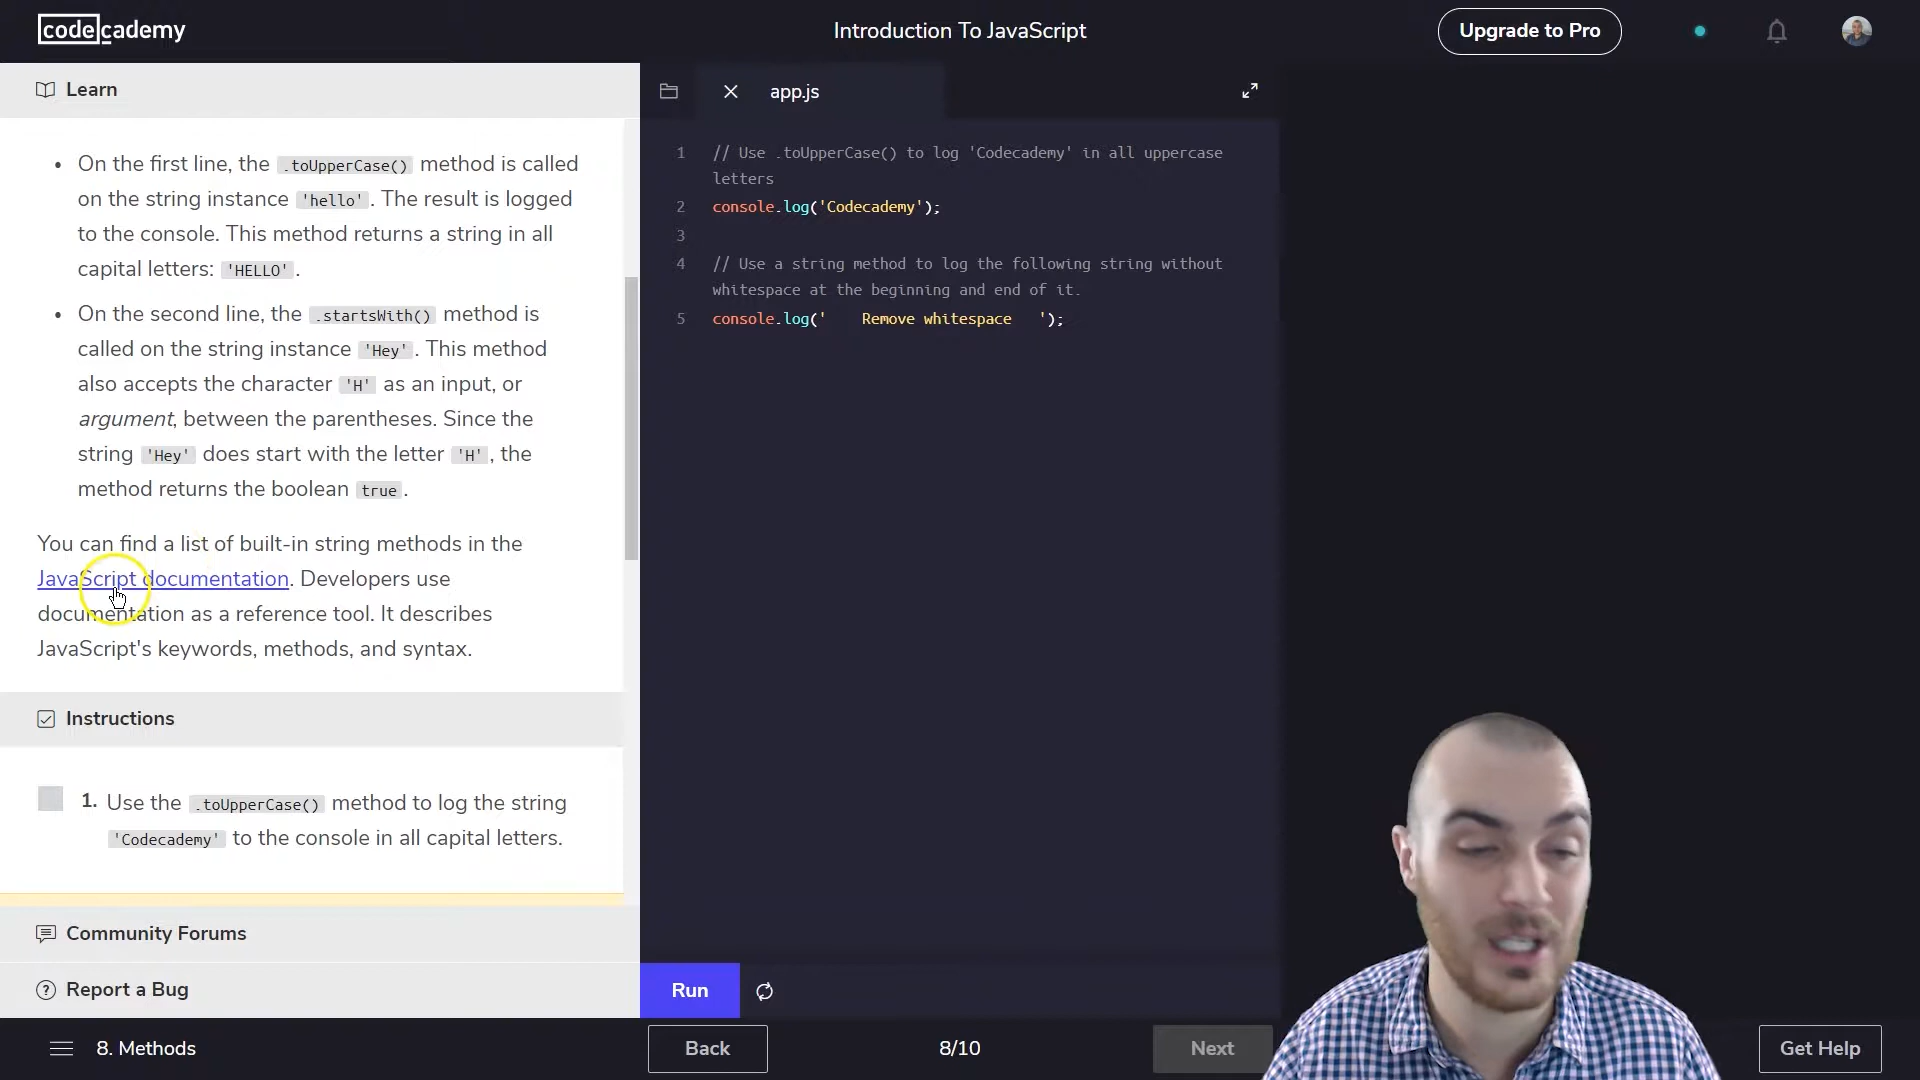 codecademy
Introduction To JavaScript
Upgrade to Pro
Learn
On the first line, the .toUpperCase() method is called
on the string instance 'hello'. The result is logged
to the console. This method returns a string in all
capital letters: 'HELLO'.
On the second line, the .startsWith() method is
called on the string instance 'Hey'. This method
also accepts the character 'H' as an input, or
argument, between the parentheses. Since the
string 'Hey' does start with the letter 'H', the
method returns the boolean true.
You can find a list of built-in string methods in the
JavaScript documentation. Developers use
documentation as a reference tool. It describes
JavaScript's keywords, methods, and syntax.
Instructions
1. Use the .toUpperCase() method to log the string
'Codecademy' to the console in all capital letters.
Community Forums
Report a Bug
8. Methods
app.js
1 // Use .toUpperCase() to log 'Codecademy' in all uppercase
letters
2 console.log('Codecademy');
3
4 // Use a string method to log the following string without
whitespace at the beginning and end of it.
5 console.log('    Remove whitespace   ');
Run
Back
8/10
Next
Get Help